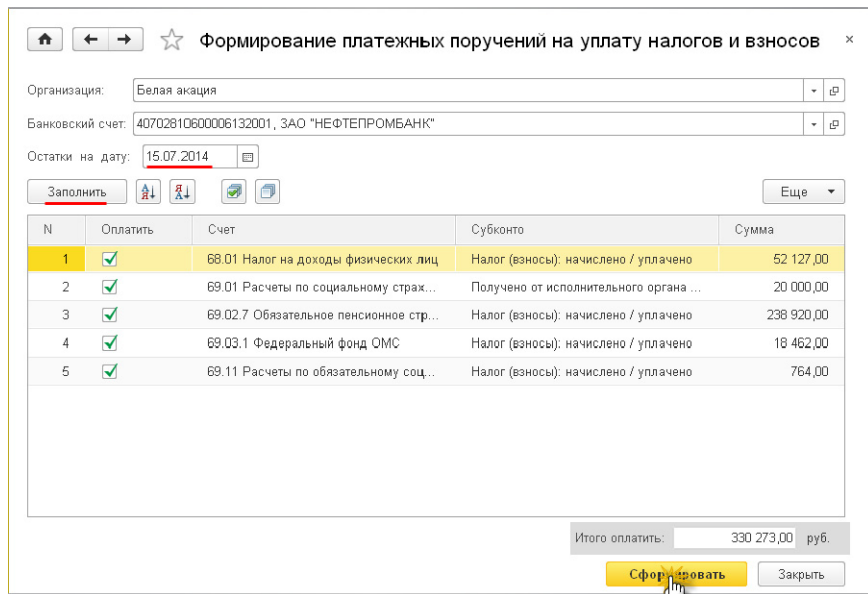 Формирование платежных поручений на уплату налогов и взносов
Организация: Белая акация
Банковский счет: 40702810600006132001, ЗАО "НЕФТЕПРОМБАНК"
Остатки на дату: 15.07.2014
Заполнить Еще
N Оплатить Счет Субконто Сумма
1 68.01 Налог на доходы физических лиц Налог (взносы): начислено / уплачено 52 127,00
2 69.01 Расчеты по социальному страх... Получено от исполнительного органа ... 20 000,00
3 69.02.7 Обязательное пенсионное стр... Налог (взносы): начислено / уплачено 238 920,00
4 69.03.1 Федеральный фонд ОМС Налог (взносы): начислено / уплачено 18 462,00
5 69.11 Расчеты по обязательному соц... Налог (взносы): начислено / уплачено 764,00
Итого оплатить: 330 273,00 руб.
Сформировать Закрыть